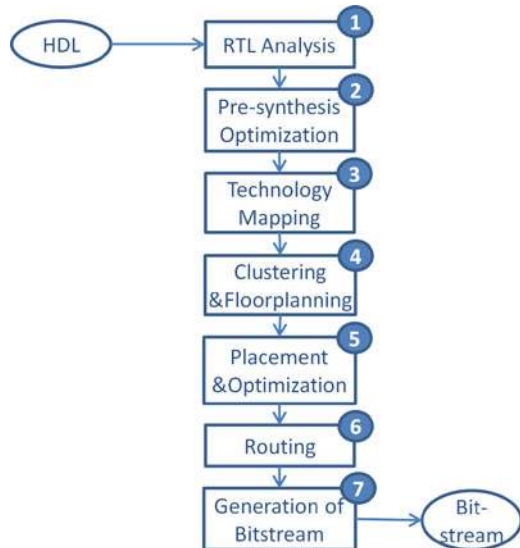 1
HDL
RTL Analysis
2
Pre-synthesis
Optimization
3
Technology
Mapping
4
Clustering
&Floorplanning
5
Placement
&Optimization
6
Routing
7
Generation of
Bitstream
Bit-
stream